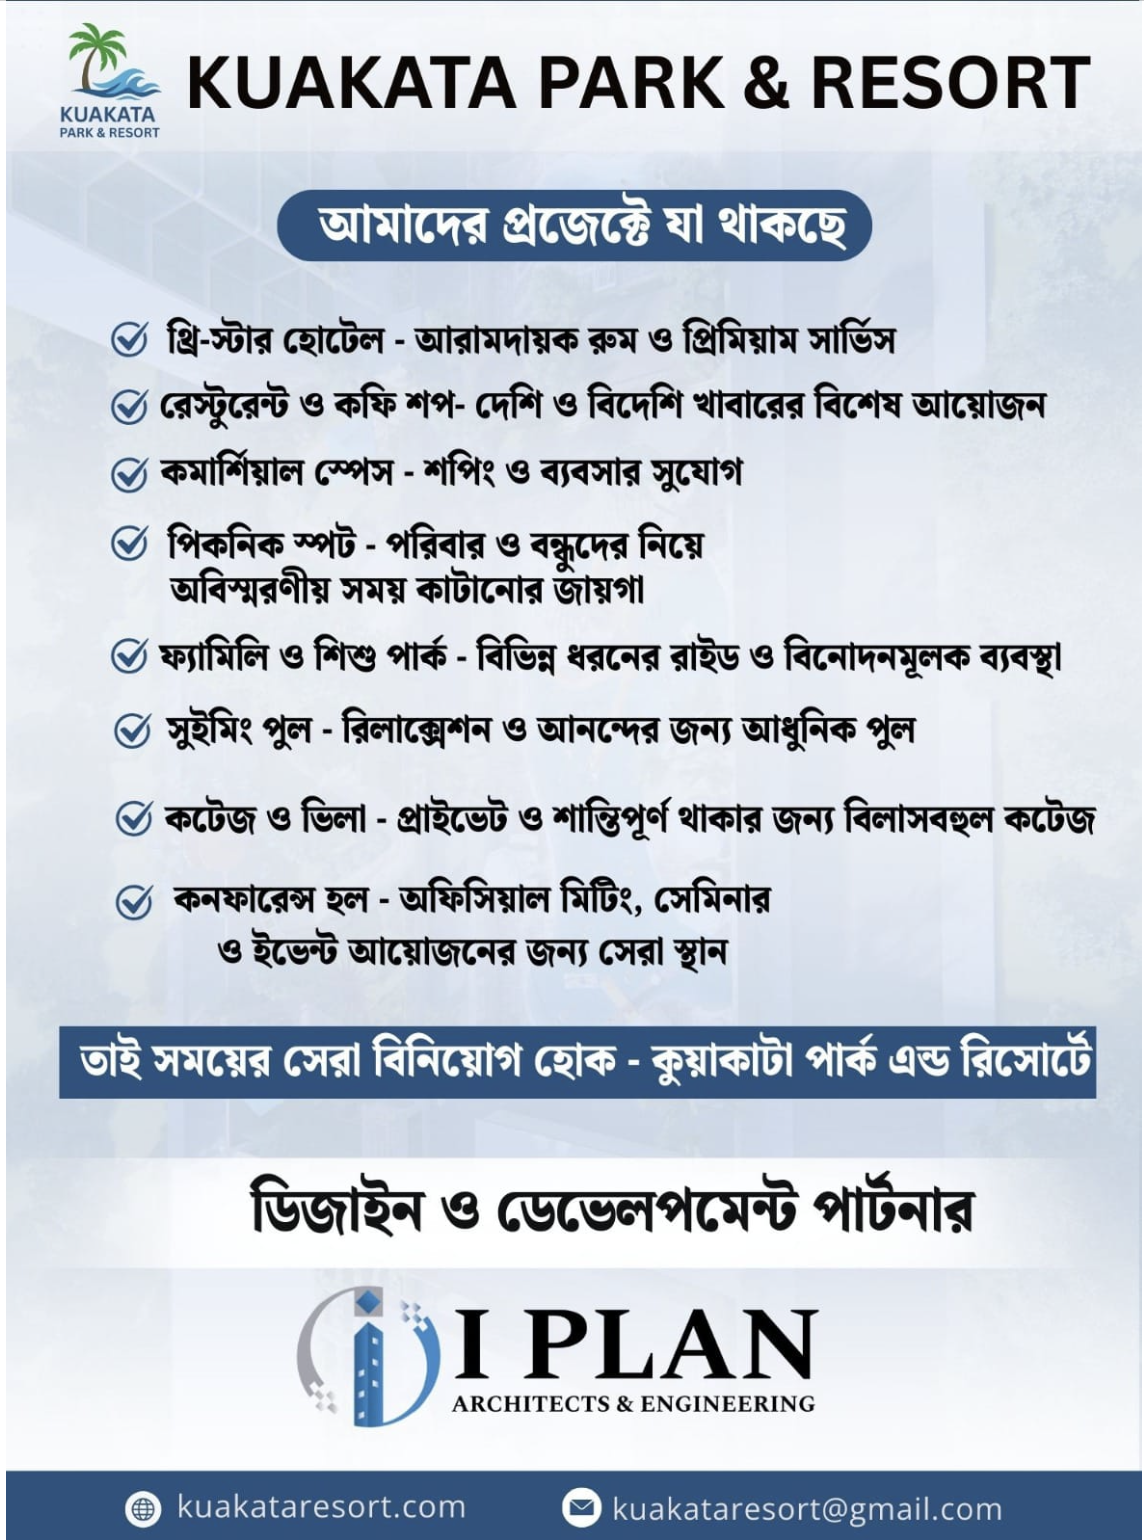 KUAKATA
PARK & RESORT
KUAKATA PARK & RESORT
আমাদের প্রজেক্টে যা থাকছে
থ্রি-স্টার হোটেল - আরামদায়ক রুম ও প্রিমিয়াম সার্ভিস
রেস্টুরেন্ট ও কফি শপ- দেশি ও বিদেশি খাবারের বিশেষ আয়োজন
কমার্শিয়াল স্পেস - শপিং ও ব্যবসার সুযোগ
পিকনিক স্পট - পরিবার ও বন্ধুদের নিয়ে
অবিস্মরণীয় সময় কাটানোর জায়গা
ফ্যামিলি ও শিশু পার্ক - বিভিন্ন ধরনের রাইড ও বিনোদনমূলক ব্যবস্থা
সুইমিং পুল - রিলাক্সেশন ও আনন্দের জন্য আধুনিক পুল
কটেজ ও ভিলা - প্রাইভেট ও শান্তিপূর্ণ থাকার জন্য বিলাসবহুল কটেজ
কনফারেন্স হল - অফিসিয়াল মিটিং, সেমিনার
ও ইভেন্ট আয়োজনের জন্য সেরা স্থান
তাই সময়ের সেরা বিনিয়োগ হোক - কুয়াকাটা পার্ক এন্ড রিসোর্টে
ডিজাইন ও ডেভেলপমেন্ট পার্টনার
I PLAN
ARCHITECTS & ENGINEERING
kuakataresort.com
kuakataresort@gmail.com